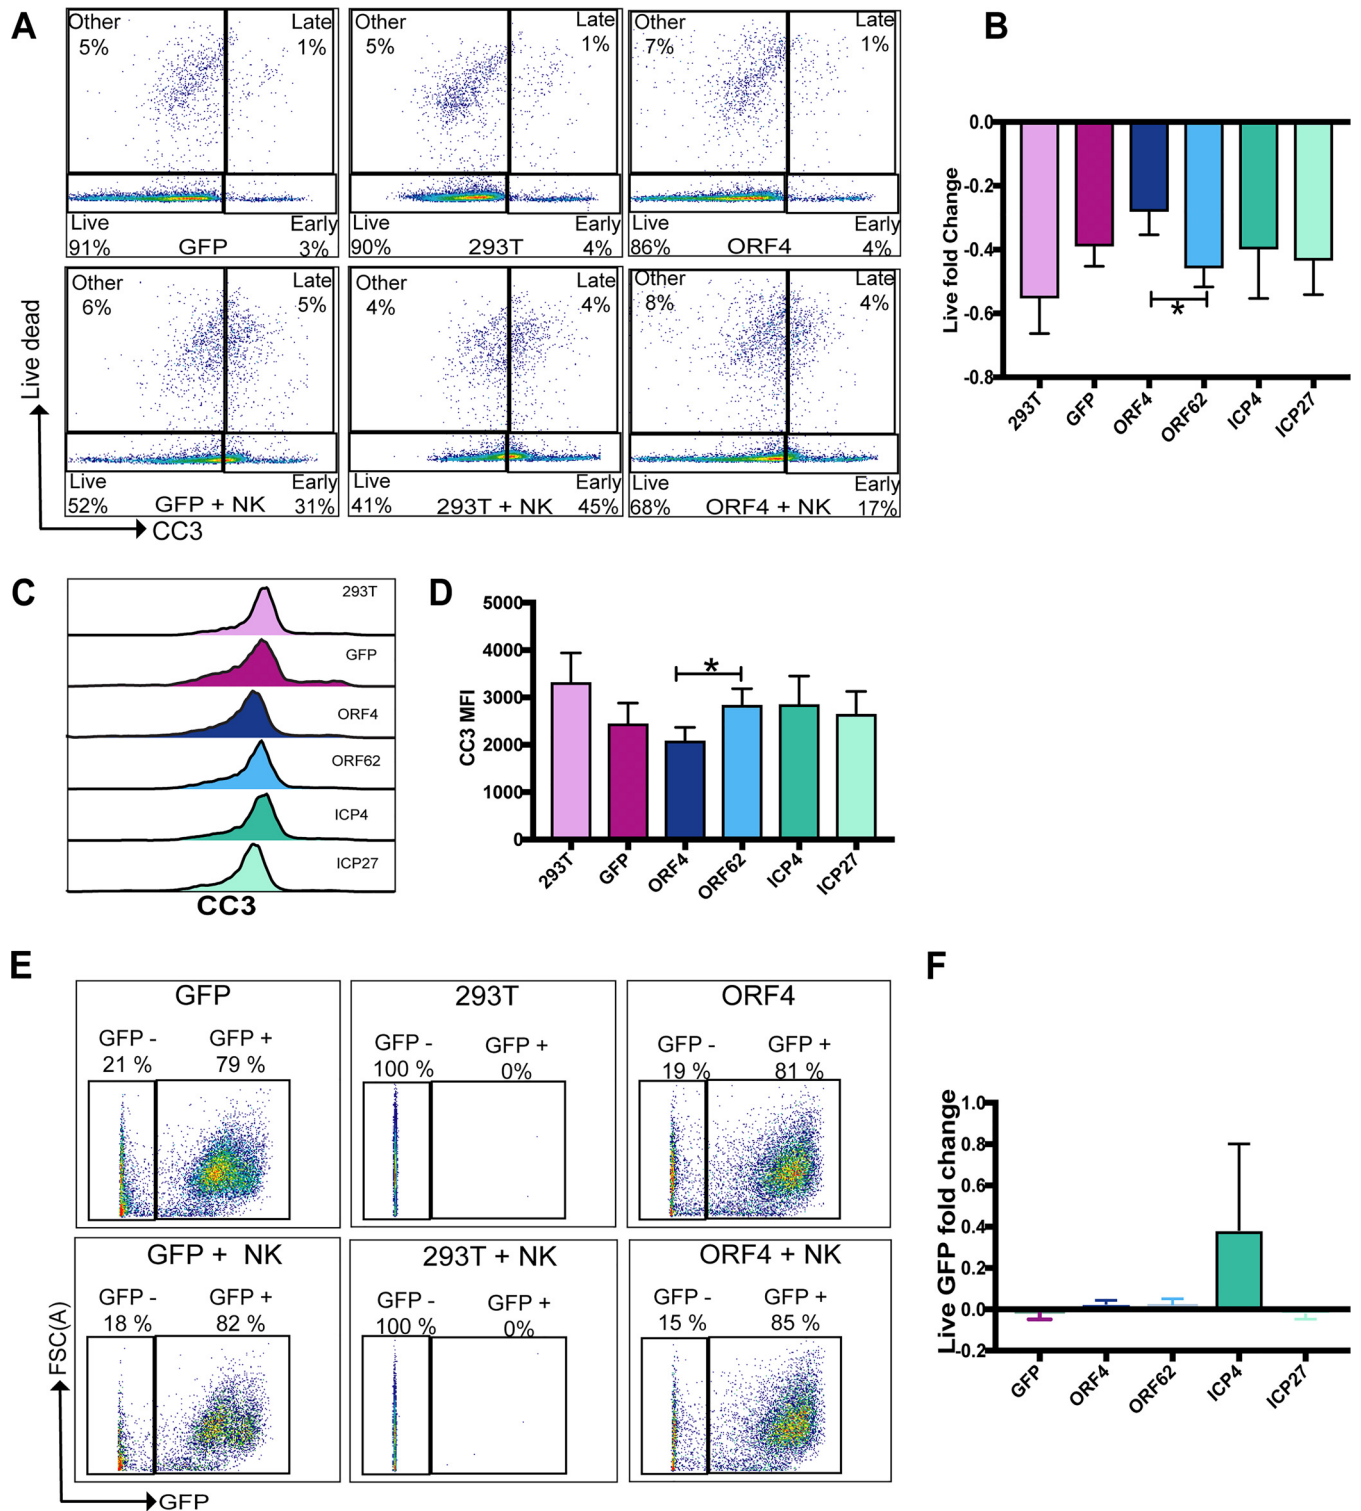 A
Other
5%
Late
1%
Live
91%
GFP
Early
3%
Other
5%
Late
1%
Live
90%
293T
Early
4%
Other
7%
Late
1%
Live
86%
ORF4
Early
4%
Other
6%
Late
5%
Live
52%
GFP + NK
Early
31%
Other
4%
Late
4%
Live
41%
293T + NK
Early
45%
Other
8%
Late
4%
Live
68%
ORF4 + NK
Early
17%
Live dead
CC3
B
Live fold Change
0.0
-0.2
-0.4
-0.6
-0.8
*
293T
GFP
ORF4
ORF62
ICP4
ICP27
C
293T
GFP
ORF4
ORF62
ICP4
ICP27
CC3
D
CC3 MFI
5000
4000
3000
2000
1000
0
*
293T
GFP
ORF4
ORF62
ICP4
ICP27
E
GFP
GFP -
21 %
GFP +
79 %
293T
GFP -
100 %
GFP +
0%
ORF4
GFP -
19 %
GFP +
81 %
GFP + NK
GFP -
18 %
GFP +
82 %
293T + NK
GFP -
100 %
GFP +
0%
ORF4 + NK
GFP -
15 %
GFP +
85 %
FSC(A)
GFP
F
Live GFP fold change
1.0
0.8
0.6
0.4
0.2
0.0
-0.2
GFP
ORF4
ORF62
ICP4
ICP27